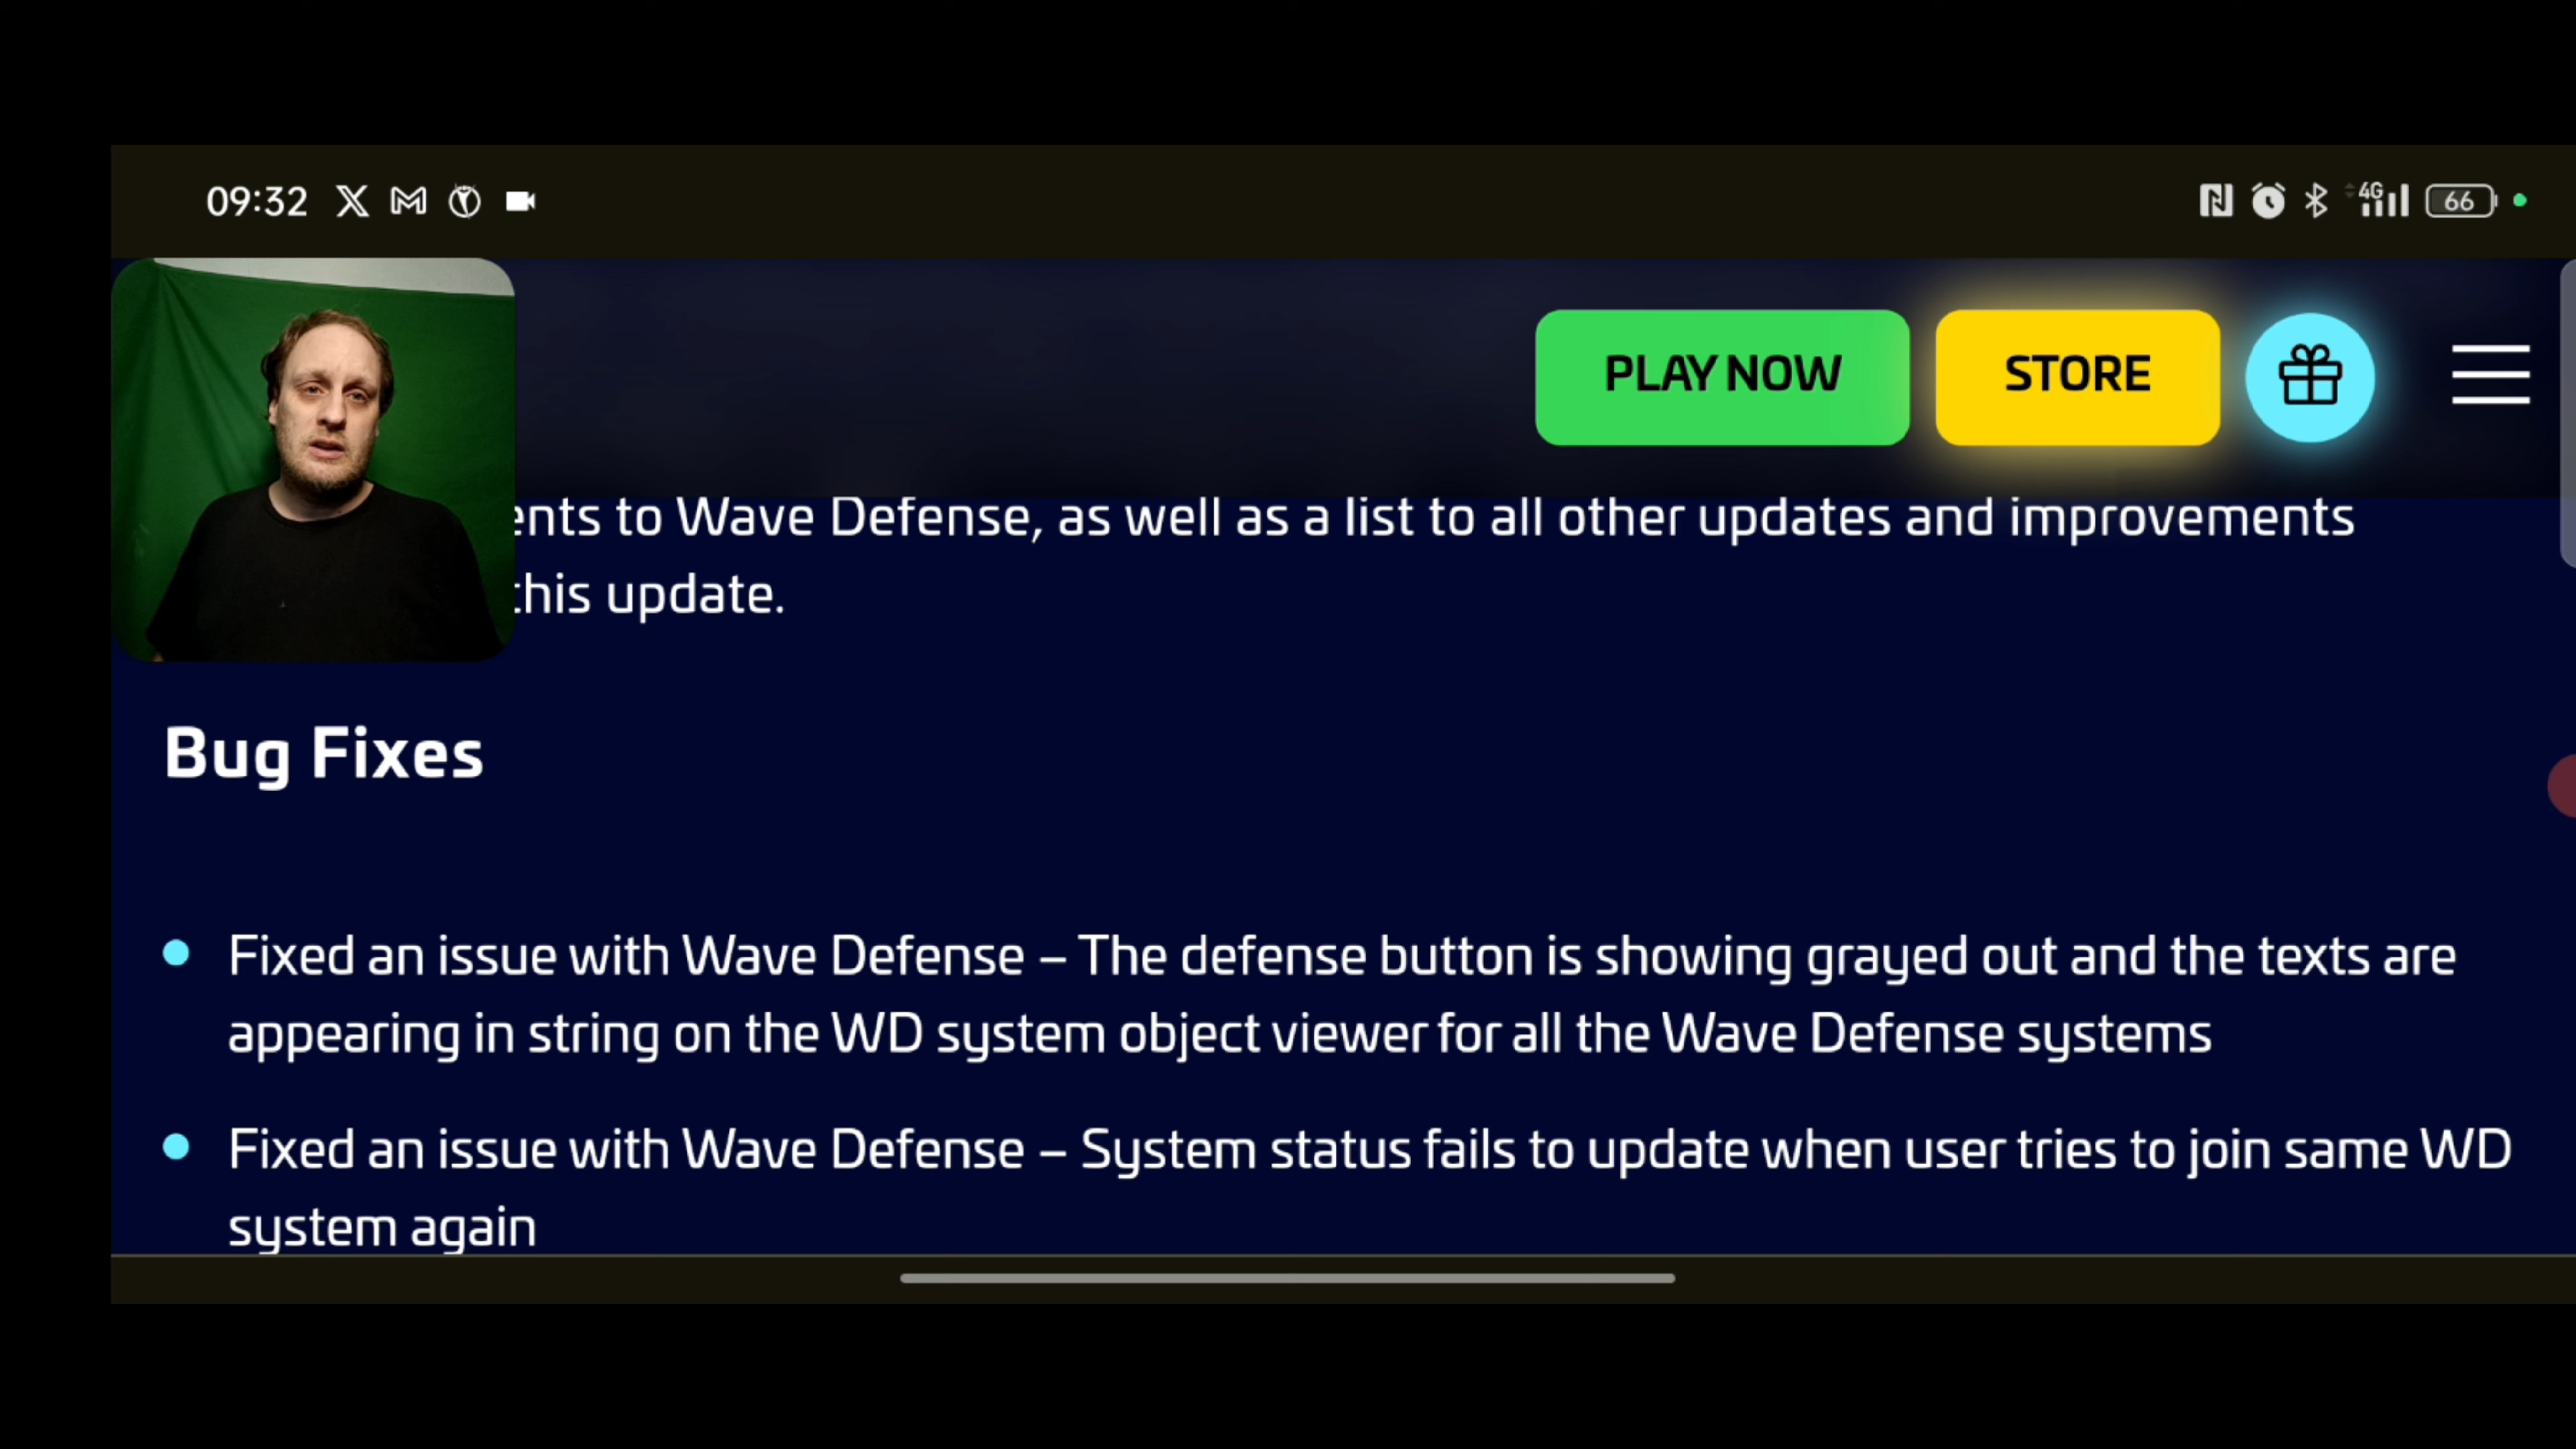 09:32
4G
66
PLAY NOW
STORE
ents to Wave Defense, as well as a list to all other updates and improvements
this update.
Bug Fixes
Fixed an issue with Wave Defense – The defense button is showing grayed out and the texts are
appearing in string on the WD system object viewer for all the Wave Defense systems
Fixed an issue with Wave Defense – System status fails to update when user tries to join same WD
system again